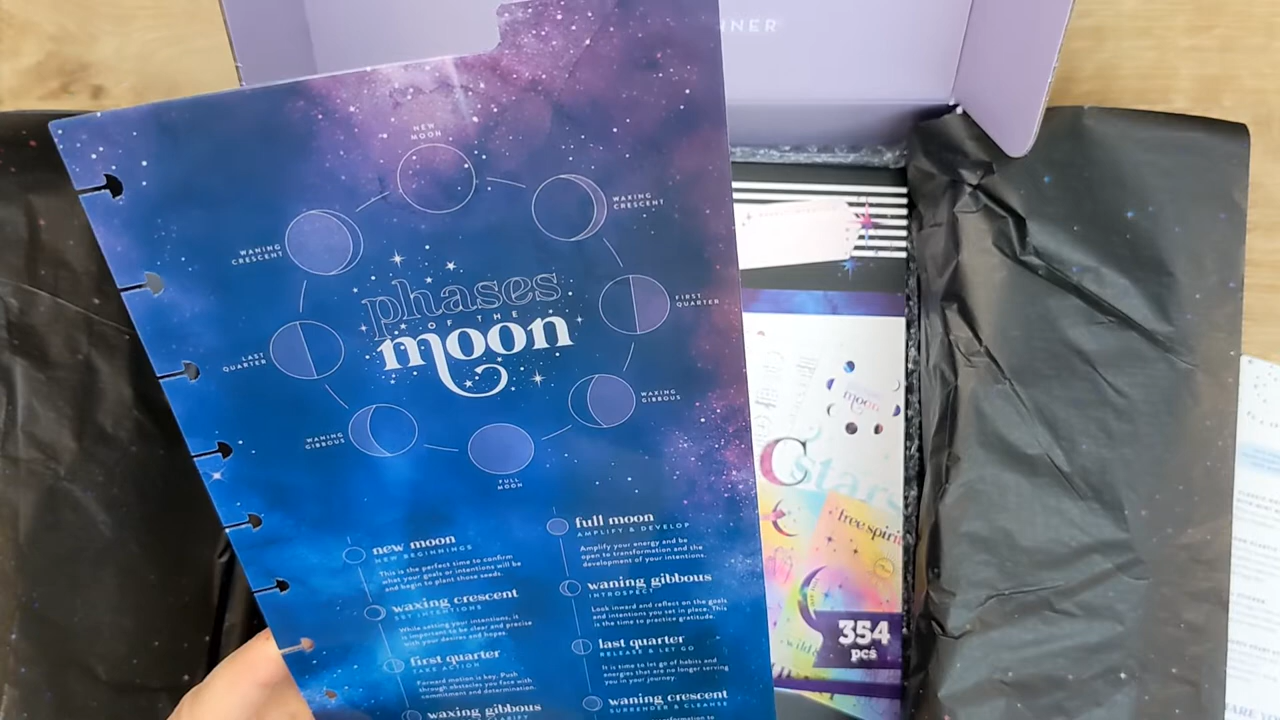 NNER
NEW
MOON
WAXING
CRESCENT
WANING
CRESCENT
phases
OF THE
moon
FIRST
QUARTER
LAST
QUARTER
WAXING
GIBBOUS
WANING
GIBBOUS
FULL
MOON
new moon
NEW BEGINNINGS
This is the perfect time to confirm
what your goals or intentions will be
and begin to plant those seeds.
waxing crescent
SET INTENTIONS
While setting your intentions, it
is important to be clear and precise
with your desires and hopes.
first quarter
TAKE ACTION
Forward motion is key. Push
through obstacles you face with
commitment and determination.
waxing gibbous
full moon
AMPLIFY & DEVELOP
Amplify your energy and be
open to transformation and the
development of your intentions.
waning gibbous
INTROSPECT
Look inward and reflect on the goals
and intentions you set in place. This
is the time to practice gratitude.
last quarter
RELEASE & LET GO
It is time to let go of habits and
energies that are no longer serving
you in your journey.
waning crescent
SURRENDER & CLEANSE
moon
stars
free spirit
354
pcs